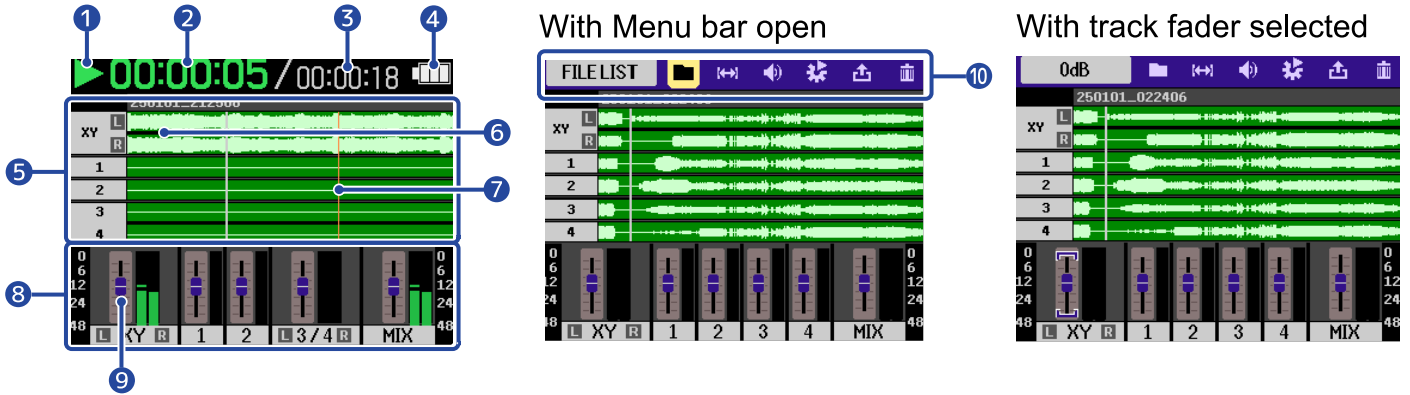 1 2 3 4
00:00:05/00:00:18
250101_212506
XY L R
1
2
3
4
5 6 7
0 6 12 24 48
L XY R 1 2 L 3/4 R MIX
0 6 12 24 48
8 9
With Menu bar open
FILE LIST
10
XY L R
1
2
3
4
0 6 12 24 48
L XY R 1 2 3 4 MIX
0 6 12 24 48
With track fader selected
0dB
250101_022406
XY L R
1
2
3
4
0 6 12 24 48
L XY R 1 2 3 4 MIX
0 6 12 24 48